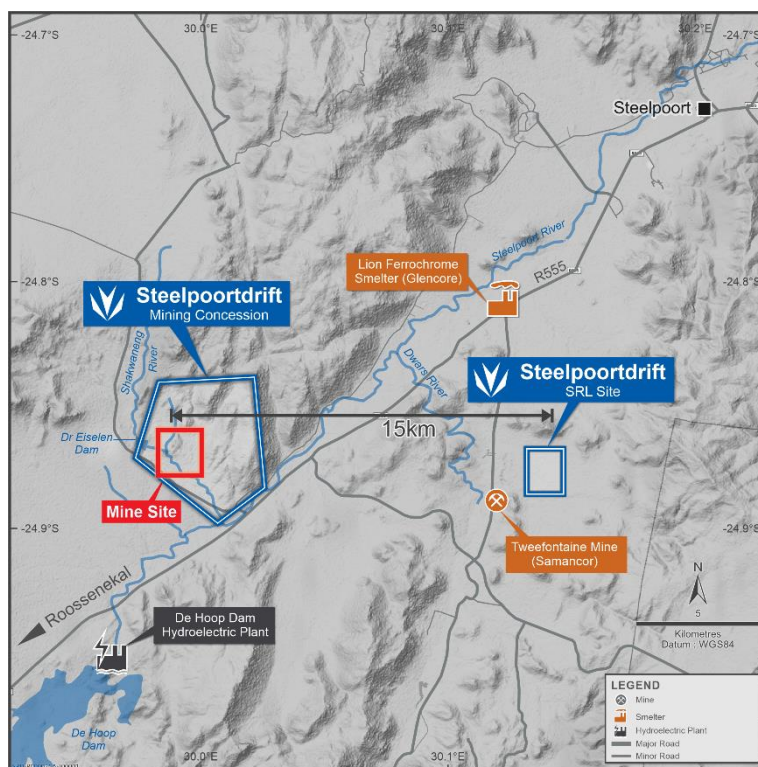 -24.7°S
30.0°E
30.1°E
30.2°E
-24.7°S
Steelpoort
Steelpoort River
R555
Lion Ferrochrome
Smelter (Glencore)
-24.8°S
-24.8°S
Steelpoortdrift
Mining Concession
Shakwaneng
River
Dwars River
Steelpoortdrift
SRL Site
15km
Dr Eiselen
Dam
Mine Site
-24.9°S
-24.9°S
Tweefontaine Mine
(Samancor)
Roossenekal
De Hoop Dam
Hydroelectric Plant
N
5
Kilometres
Datum : WGS84
De Hoop
Dam
30.0°E
30.1°E
LEGEND
Mine
Smelter
Hydroelectric Plant
Major Road
Minor Road